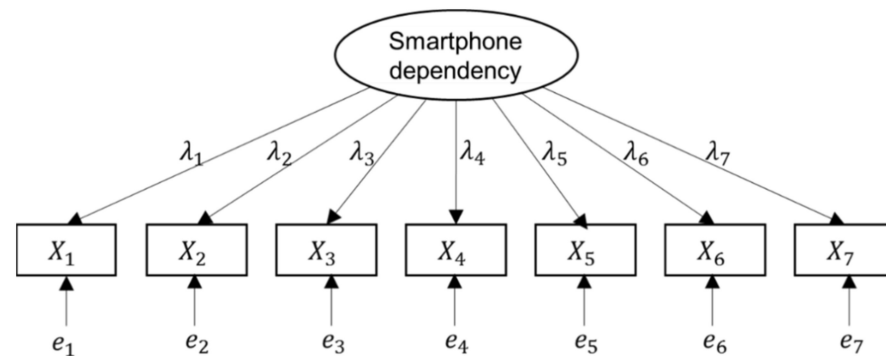 Smartphone
dependency
λ₁ λ₂ λ₃ λ₄ λ₅ λ₆ λ₇
X₁ X₂ X₃ X₄ X₅ X₆ X₇
e₁ e₂ e₃ e₄ e₅ e₆ e₇